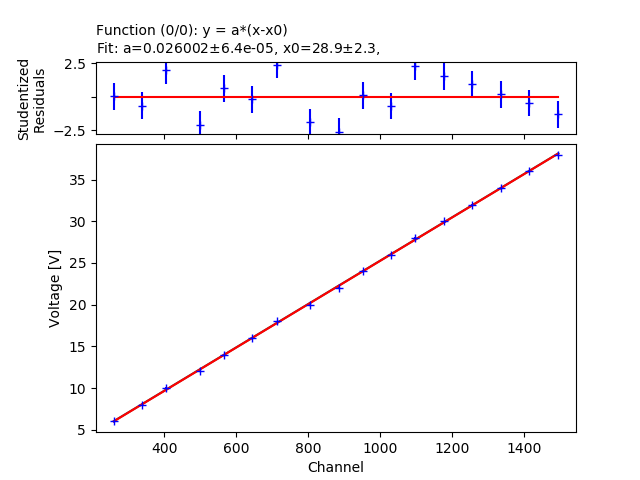 Function (0/0): y = a*(x-x0)
Fit: a=0.026002±6.4e-05, x0=28.9±2.3,
Studentized
Residuals
2.5
−2.5
Voltage [V]
35
30
25
20
15
10
5
400 600 800 1000 1200 1400
Channel